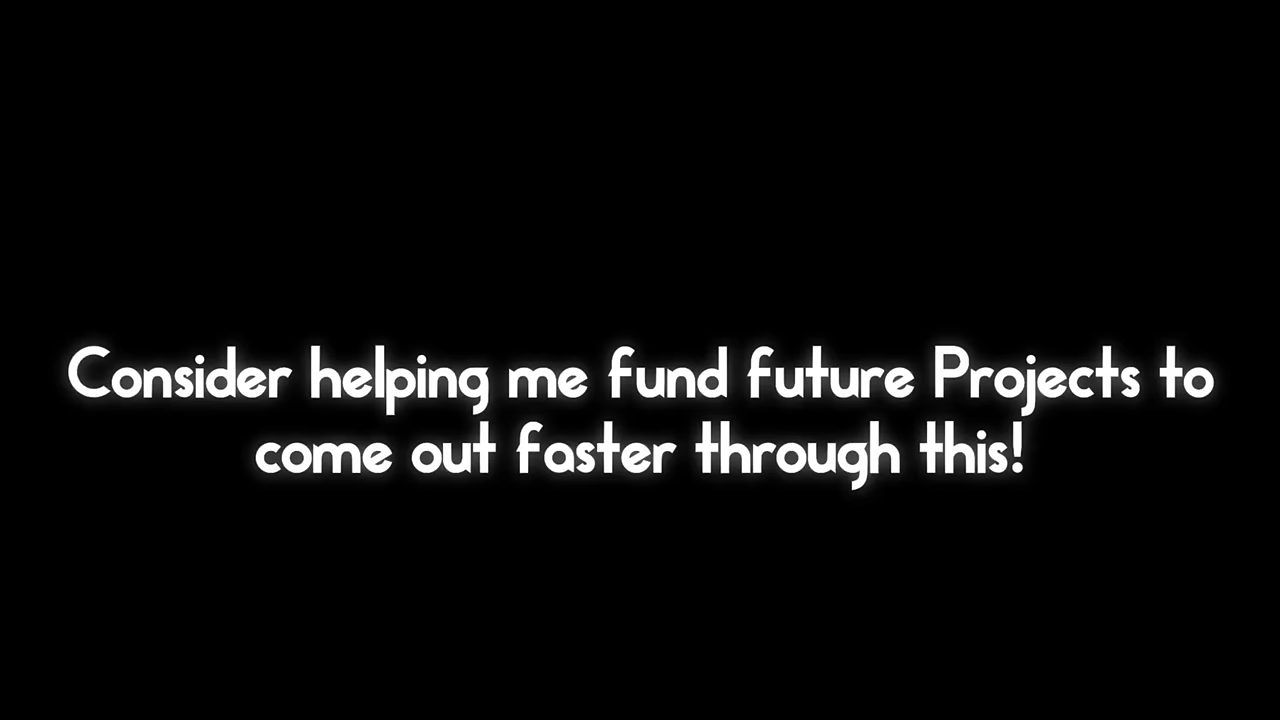 Consider helping me fund future Projects to
come out faster through this!